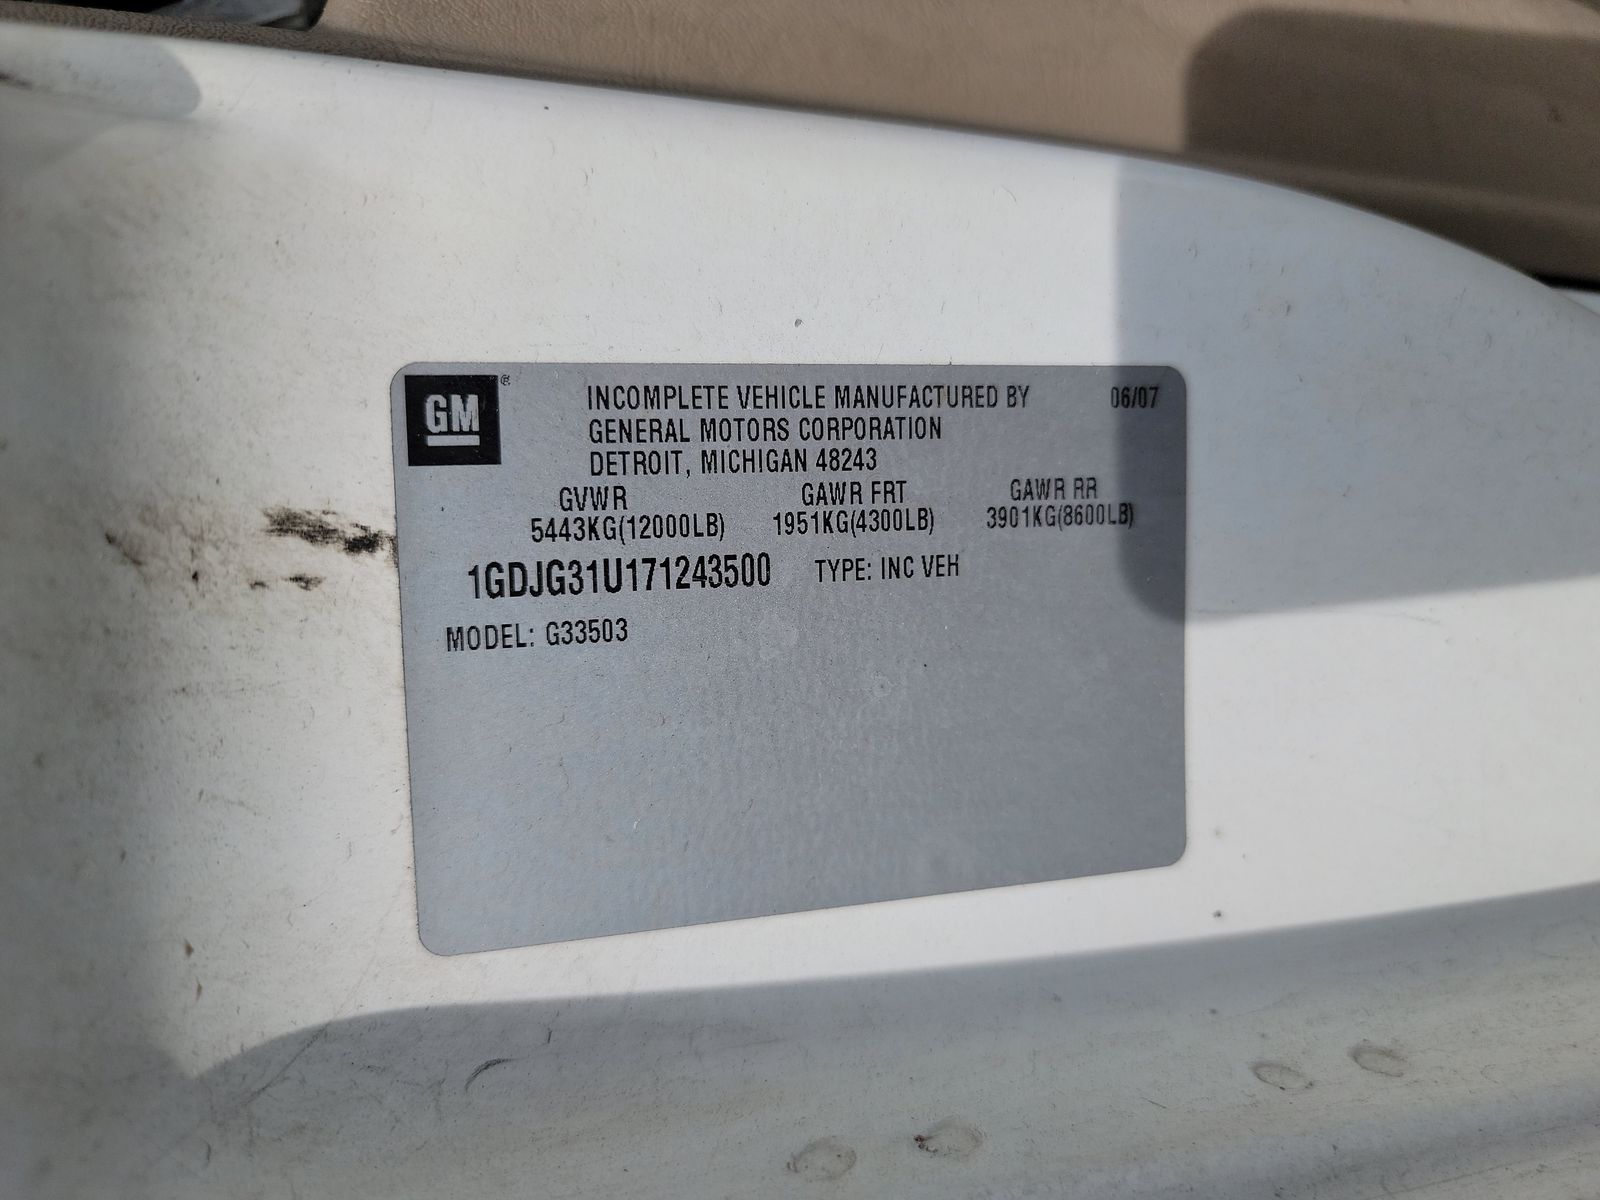 GM ®
INCOMPLETE VEHICLE MANUFACTURED BY 06/07
GENERAL MOTORS CORPORATION
DETROIT, MICHIGAN 48243
GVWR GAWR FRT GAWR RR
5443KG(12000LB) 1951KG(4300LB) 3901KG(8600LB)
1GDJG31U171243500 TYPE: INC VEH
MODEL: G33503